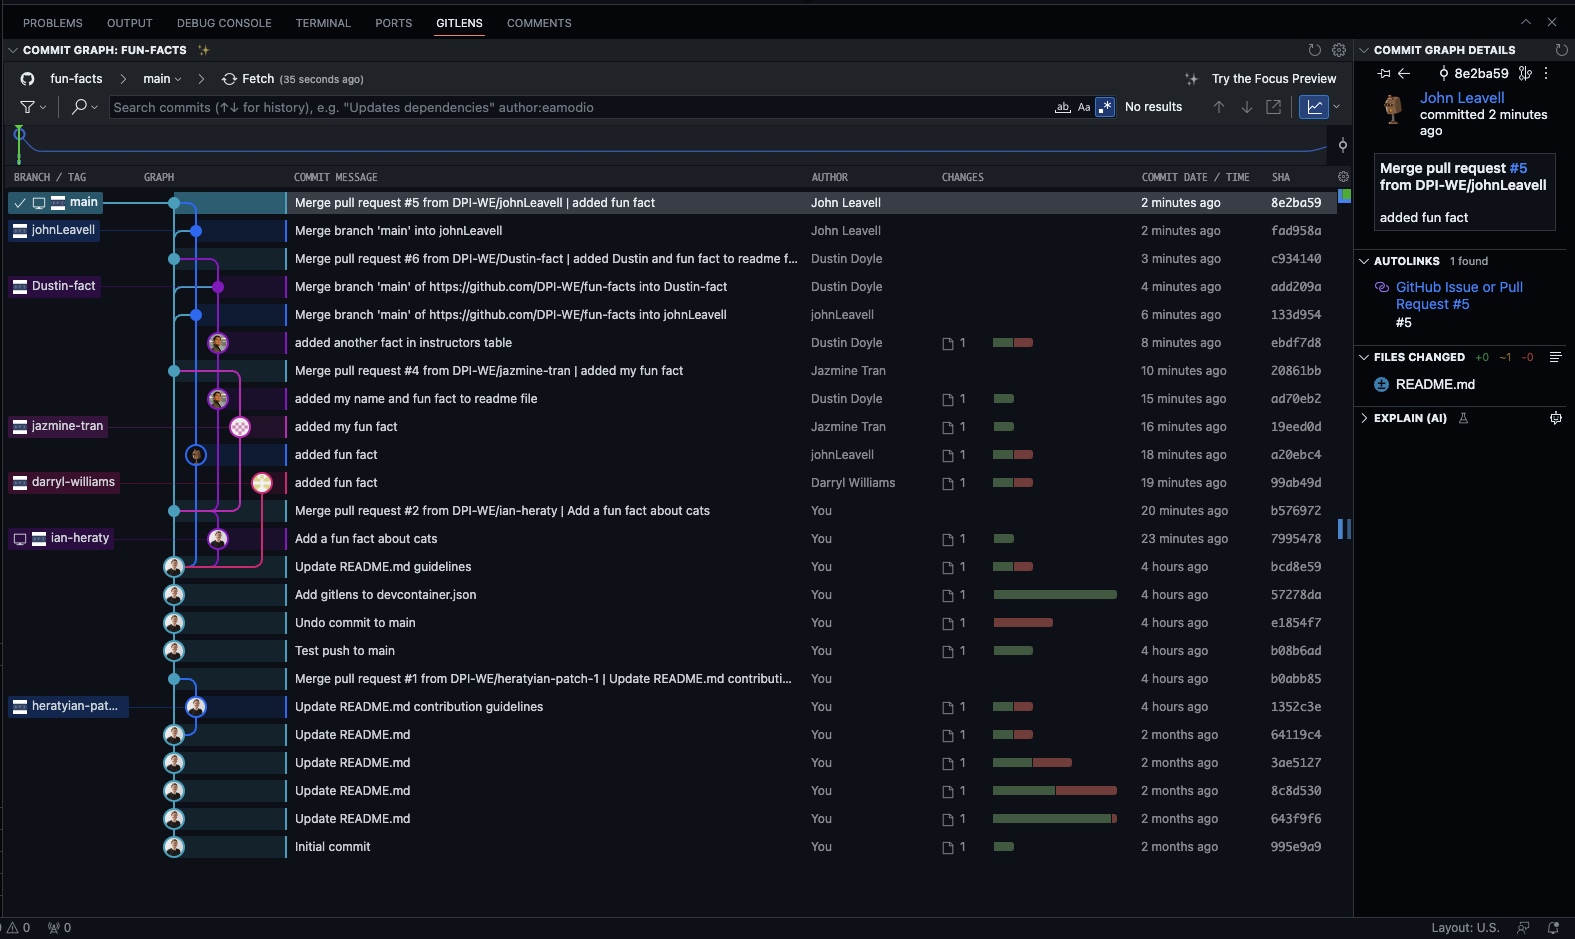 PROBLEMS OUTPUT DEBUG CONSOLE TERMINAL PORTS GITLENS COMMENTS
COMMIT GRAPH: FUN-FACTS
fun-facts main Fetch (35 seconds ago) Try the Focus Preview
Search commits (↑↓ for history), e.g. "Updates dependencies" author:eamodio ab Aa .* No results
BRANCH / TAG GRAPH COMMIT MESSAGE AUTHOR CHANGES COMMIT DATE / TIME SHA
main Merge pull request #5 from DPI-WE/johnLeavell | added fun fact John Leavell 2 minutes ago 8e2ba59
johnLeavell Merge branch 'main' into johnLeavell John Leavell 2 minutes ago fad958a
Merge pull request #6 from DPI-WE/Dustin-fact | added Dustin and fun fact to readme f... Dustin Doyle 3 minutes ago c934140
Dustin-fact Merge branch 'main' of https://github.com/DPI-WE/fun-facts into Dustin-fact Dustin Doyle 4 minutes ago add209a
Merge branch 'main' of https://github.com/DPI-WE/fun-facts into johnLeavell johnLeavell 6 minutes ago 133d954
added another fact in instructors table Dustin Doyle 1 8 minutes ago ebdf7d8
Merge pull request #4 from DPI-WE/jazmine-tran | added my fun fact Jazmine Tran 10 minutes ago 20861bb
added my name and fun fact to readme file Dustin Doyle 1 15 minutes ago ad70eb2
jazmine-tran added my fun fact Jazmine Tran 1 16 minutes ago 19eed0d
added fun fact johnLeavell 1 18 minutes ago a20ebc4
darryl-williams added fun fact Darryl Williams 1 19 minutes ago 99ab49d
Merge pull request #2 from DPI-WE/ian-heraty | Add a fun fact about cats You 20 minutes ago b576972
ian-heraty Add a fun fact about cats You 1 23 minutes ago 7995478
Update README.md guidelines You 1 4 hours ago bcd8e59
Add gitlens to devcontainer.json You 1 4 hours ago 57278da
Undo commit to main You 1 4 hours ago e1854f7
Test push to main You 1 4 hours ago b08b6ad
Merge pull request #1 from DPI-WE/heratyian-patch-1 | Update README.md contributi... You 4 hours ago b0abb85
heratyian-pat... Update README.md contribution guidelines You 1 4 hours ago 1352c3e
Update README.md You 1 2 months ago 64119c4
Update README.md You 1 2 months ago 3ae5127
Update README.md You 1 2 months ago 8c8d530
Update README.md You 1 2 months ago 643f9f6
Initial commit You 1 2 months ago 995e9a9
COMMIT GRAPH DETAILS
8e2ba59
John Leavell
committed 2 minutes
ago
Merge pull request #5
from DPI-WE/johnLeavell
added fun fact
AUTOLINKS 1 found
GitHub Issue or Pull
Request #5
#5
FILES CHANGED +0 ~1 -0
README.md
EXPLAIN (AI)
0 0 Layout: U.S.